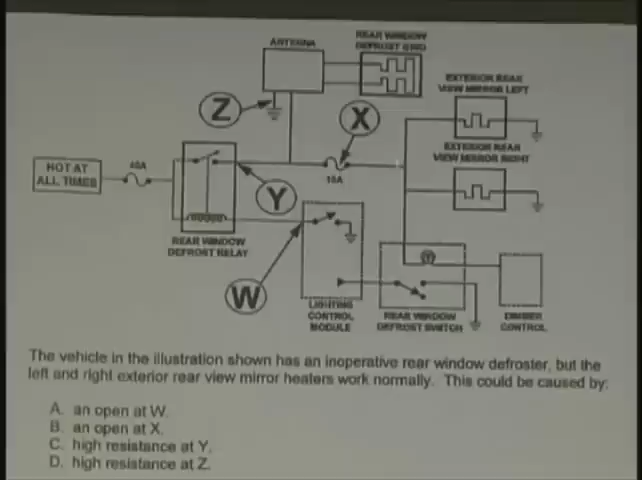 REAR WINDOW
DEFROST GRID
ANTENNA
EXTERIOR REAR
VIEW MIRROR LEFT
Z
X
EXTERIOR REAR
VIEW MIRROR RIGHT
HOT AT
ALL TIMES
40A
15A
Y
REAR WINDOW
DEFROST RELAY
W
LIGHTING
CONTROL
MODULE
REAR WINDOW
DEFROST SWITCH
DIMMER
CONTROL
The vehicle in the illustration shown has an inoperative rear window defroster, but the
left and right exterior rear view mirror heaters work normally. This could be caused by:
A. an open at W.
B. an open at X.
C. high resistance at Y.
D. high resistance at Z.